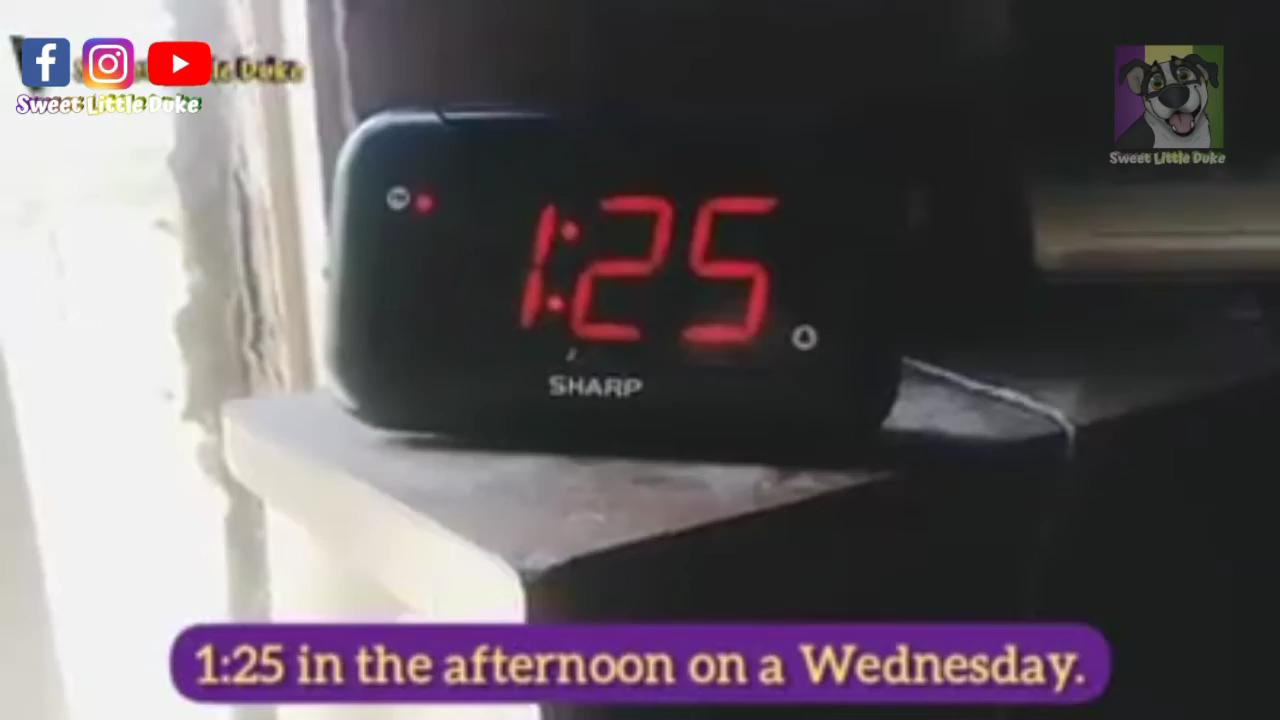 Sweet Little Duke
Sweet Little Duke
1:25
SHARP
1:25 in the afternoon on a Wednesday.